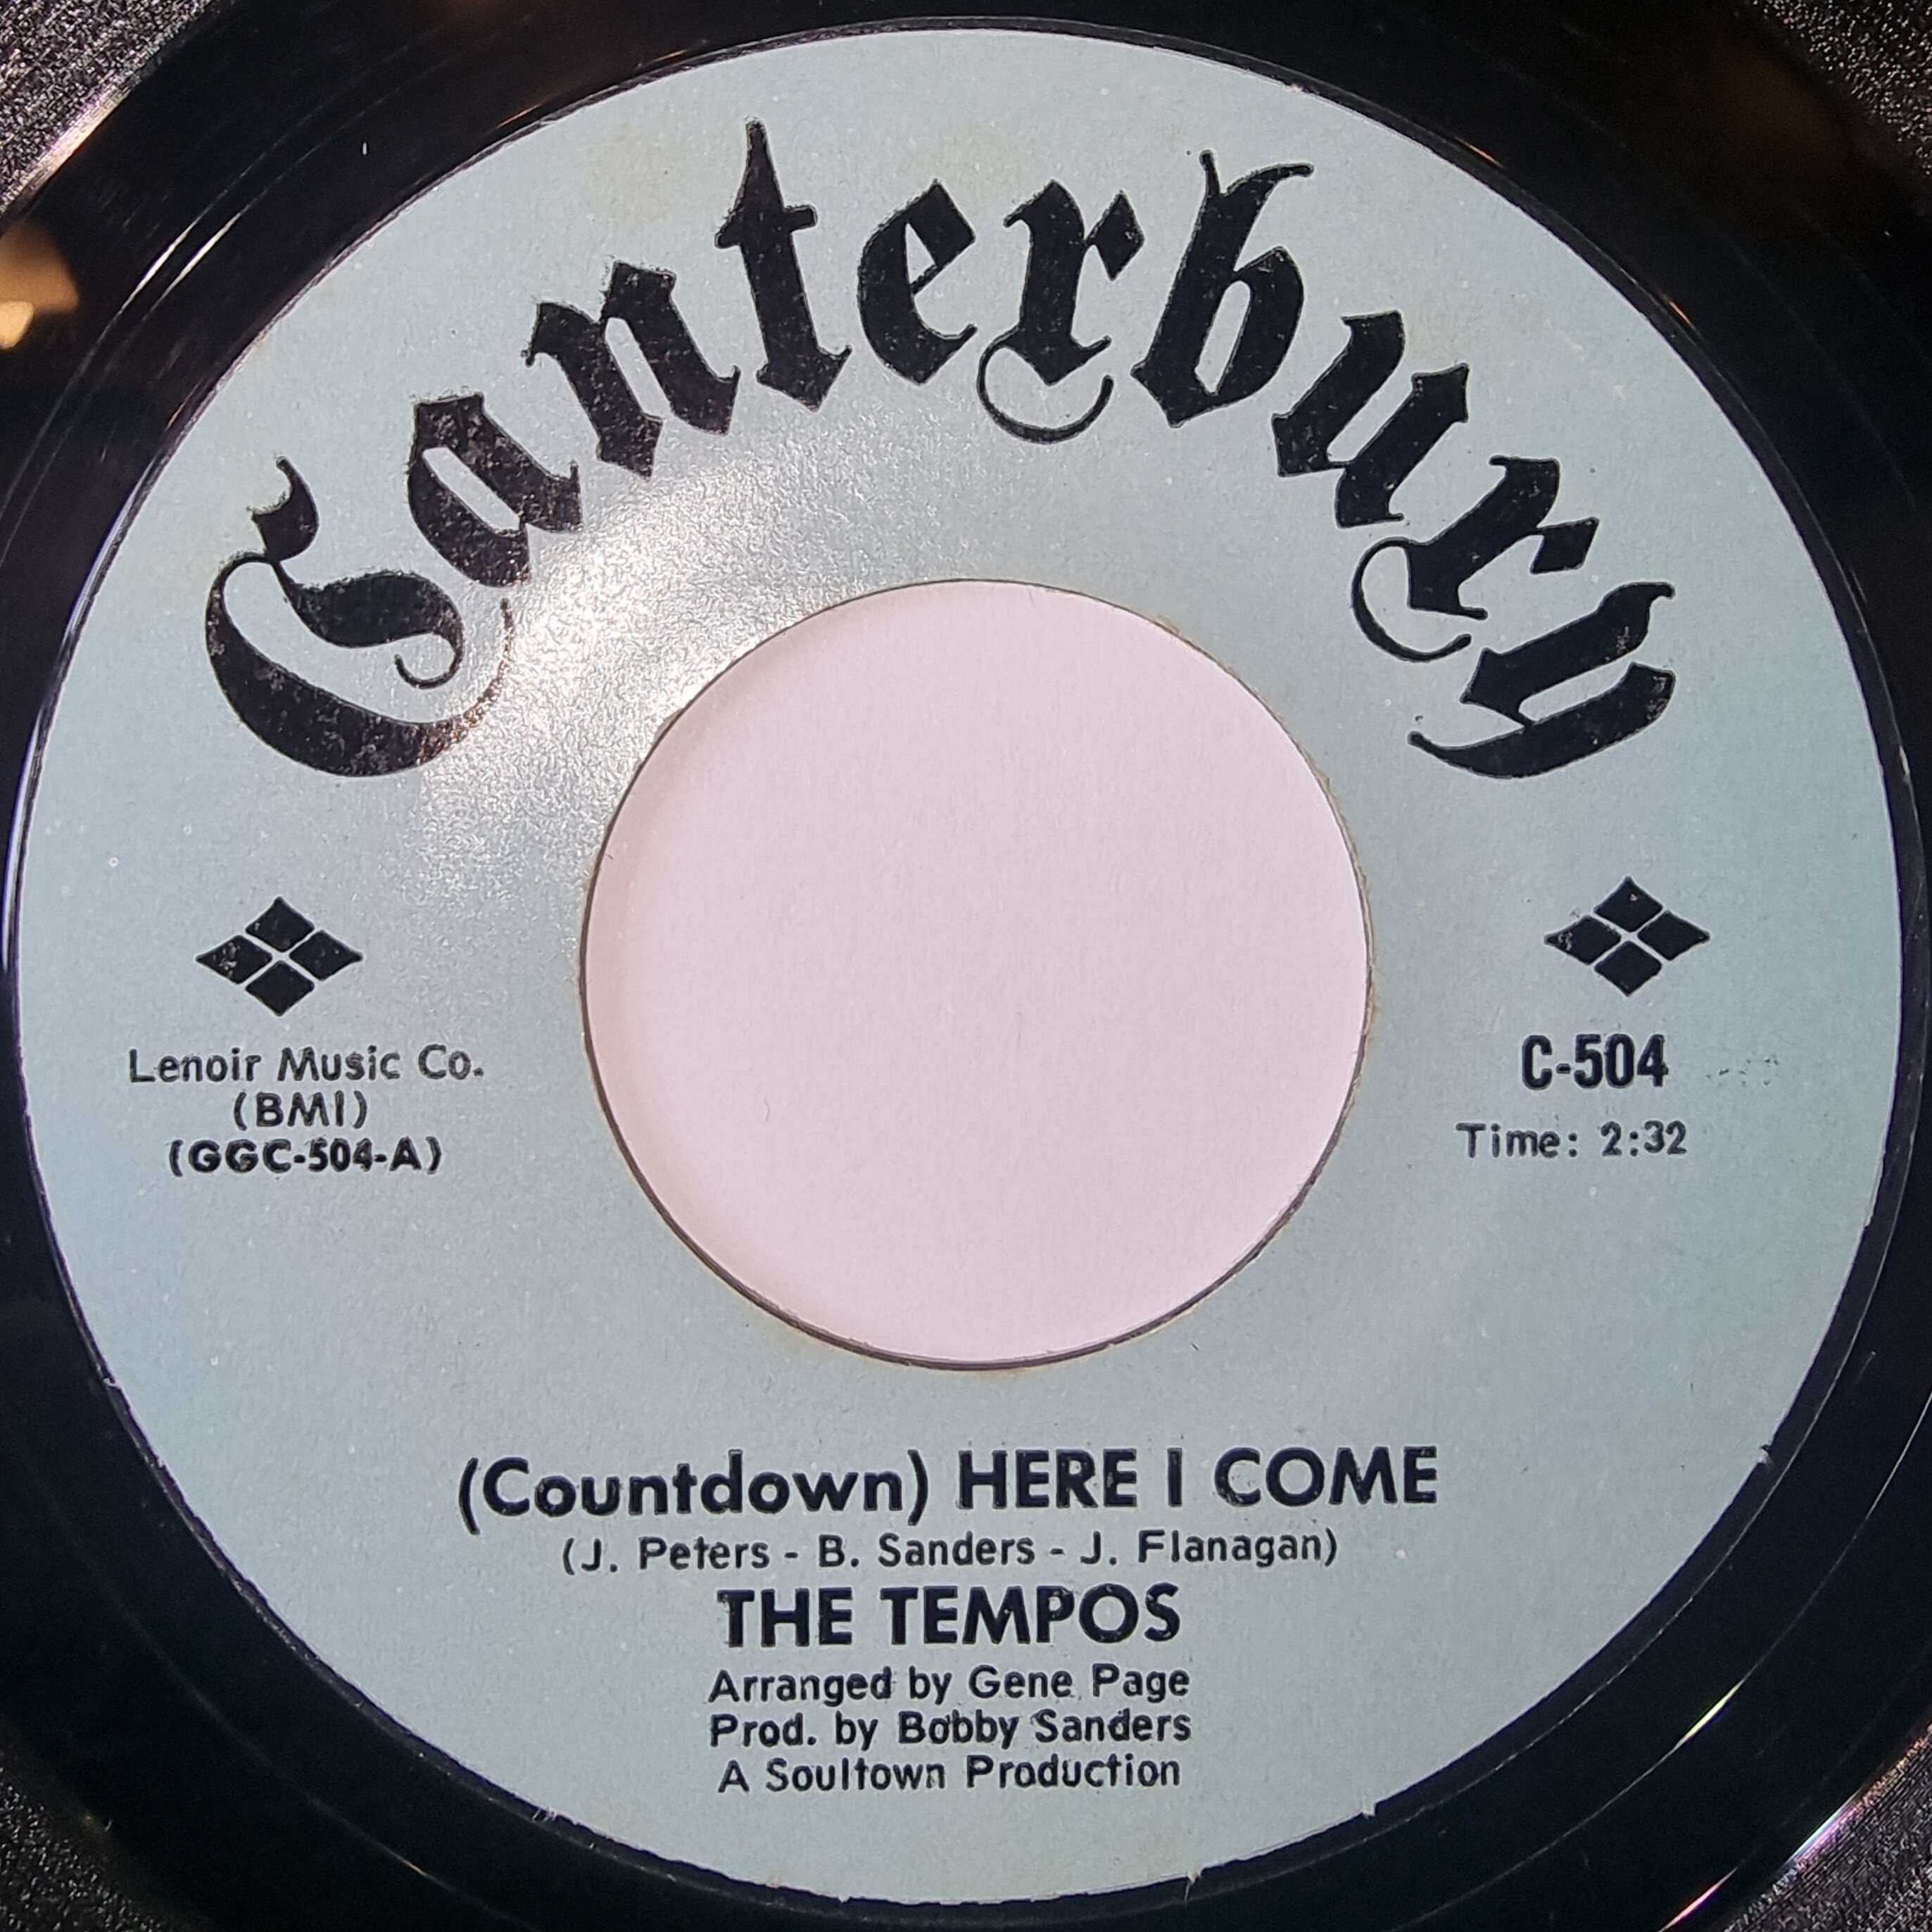 Canterbury
Lenoir Music Co.
(BMI)
(GGC-504-A)
C-504
Time: 2:32
(Countdown) HERE I COME
(J. Peters - B. Sanders - J. Flanagan)
THE TEMPOS
Arranged by Gene Page
Prod. by Bobby Sanders
A Soultown Production